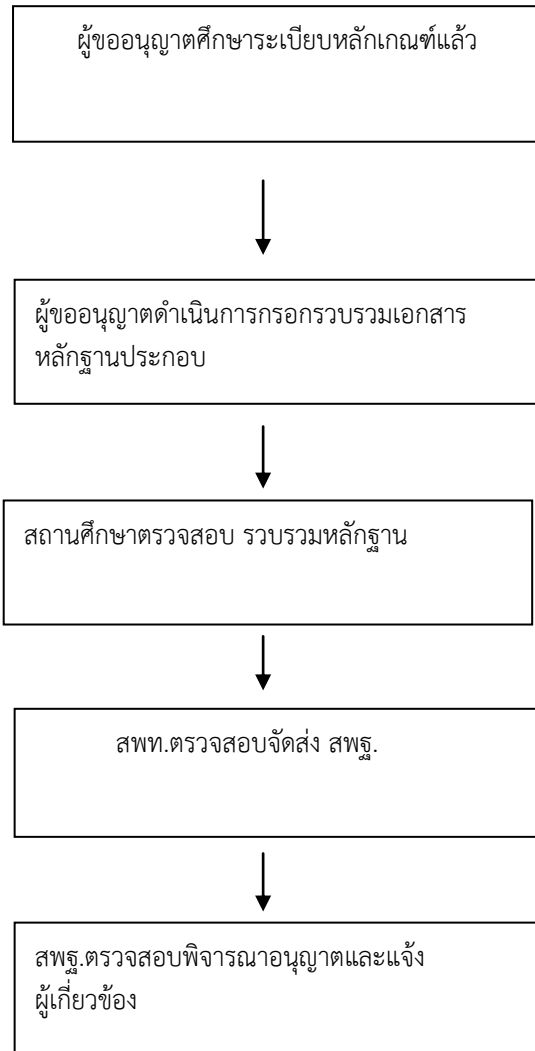 ผู้ขออนุญาตศึกษาระเบียบหลักเกณฑ์แล้ว
ผู้ขออนุญาตดำเนินการกรอกรวบรวมเอกสาร
หลักฐานประกอบ
สถานศึกษาตรวจสอบ รวบรวมหลักฐาน
สพท.ตรวจสอบจัดส่ง สพฐ.
สพฐ.ตรวจสอบพิจารณาอนุญาตและแจ้ง
ผู้เกี่ยวข้อง